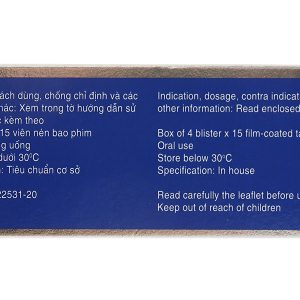 ách dùng, chống chỉ định và các
hác: Xem trong tờ hướng dẫn sử
c kèm theo
15 viên nén bao phim
g uống
dưới 30°C
n: Tiêu chuẩn cơ sở
22531-20
Indication, dosage, contra indicat
other information: Read enclosed
Box of 4 blister x 15 film-coated ta
Oral use
Store below 30°C
Specification: In house
Read carefully the leaflet before u
Keep out of reach of children